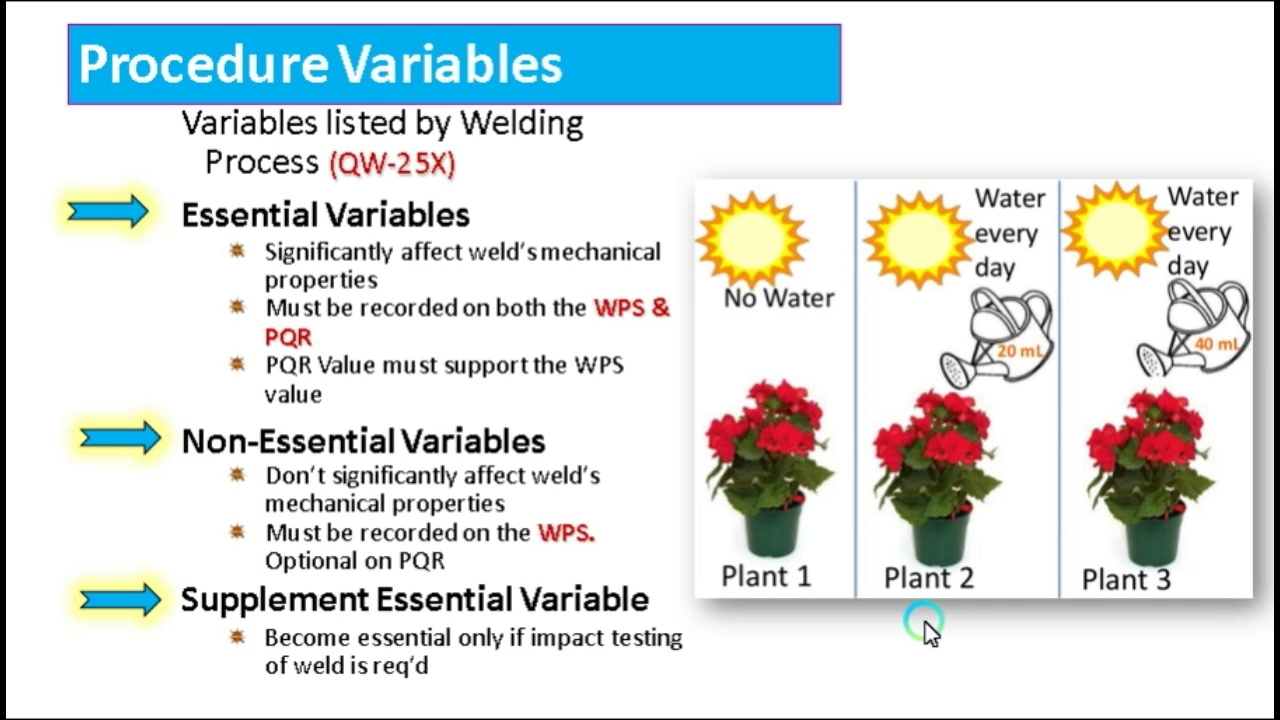 Procedure Variables
Variables listed by Welding
Process (QW-25X)
Essential Variables
Significantly affect weld's mechanical
properties
Must be recorded on both the WPS &
PQR
PQR Value must support the WPS
value
Non-Essential Variables
Don't significantly affect weld's
mechanical properties
Must be recorded on the WPS.
Optional on PQR
Supplement Essential Variable
Become essential only if impact testing
of weld is req'd
No Water
Plant 1
Water
every
day
20 mL
Plant 2
Water
every
day
40 mL
Plant 3